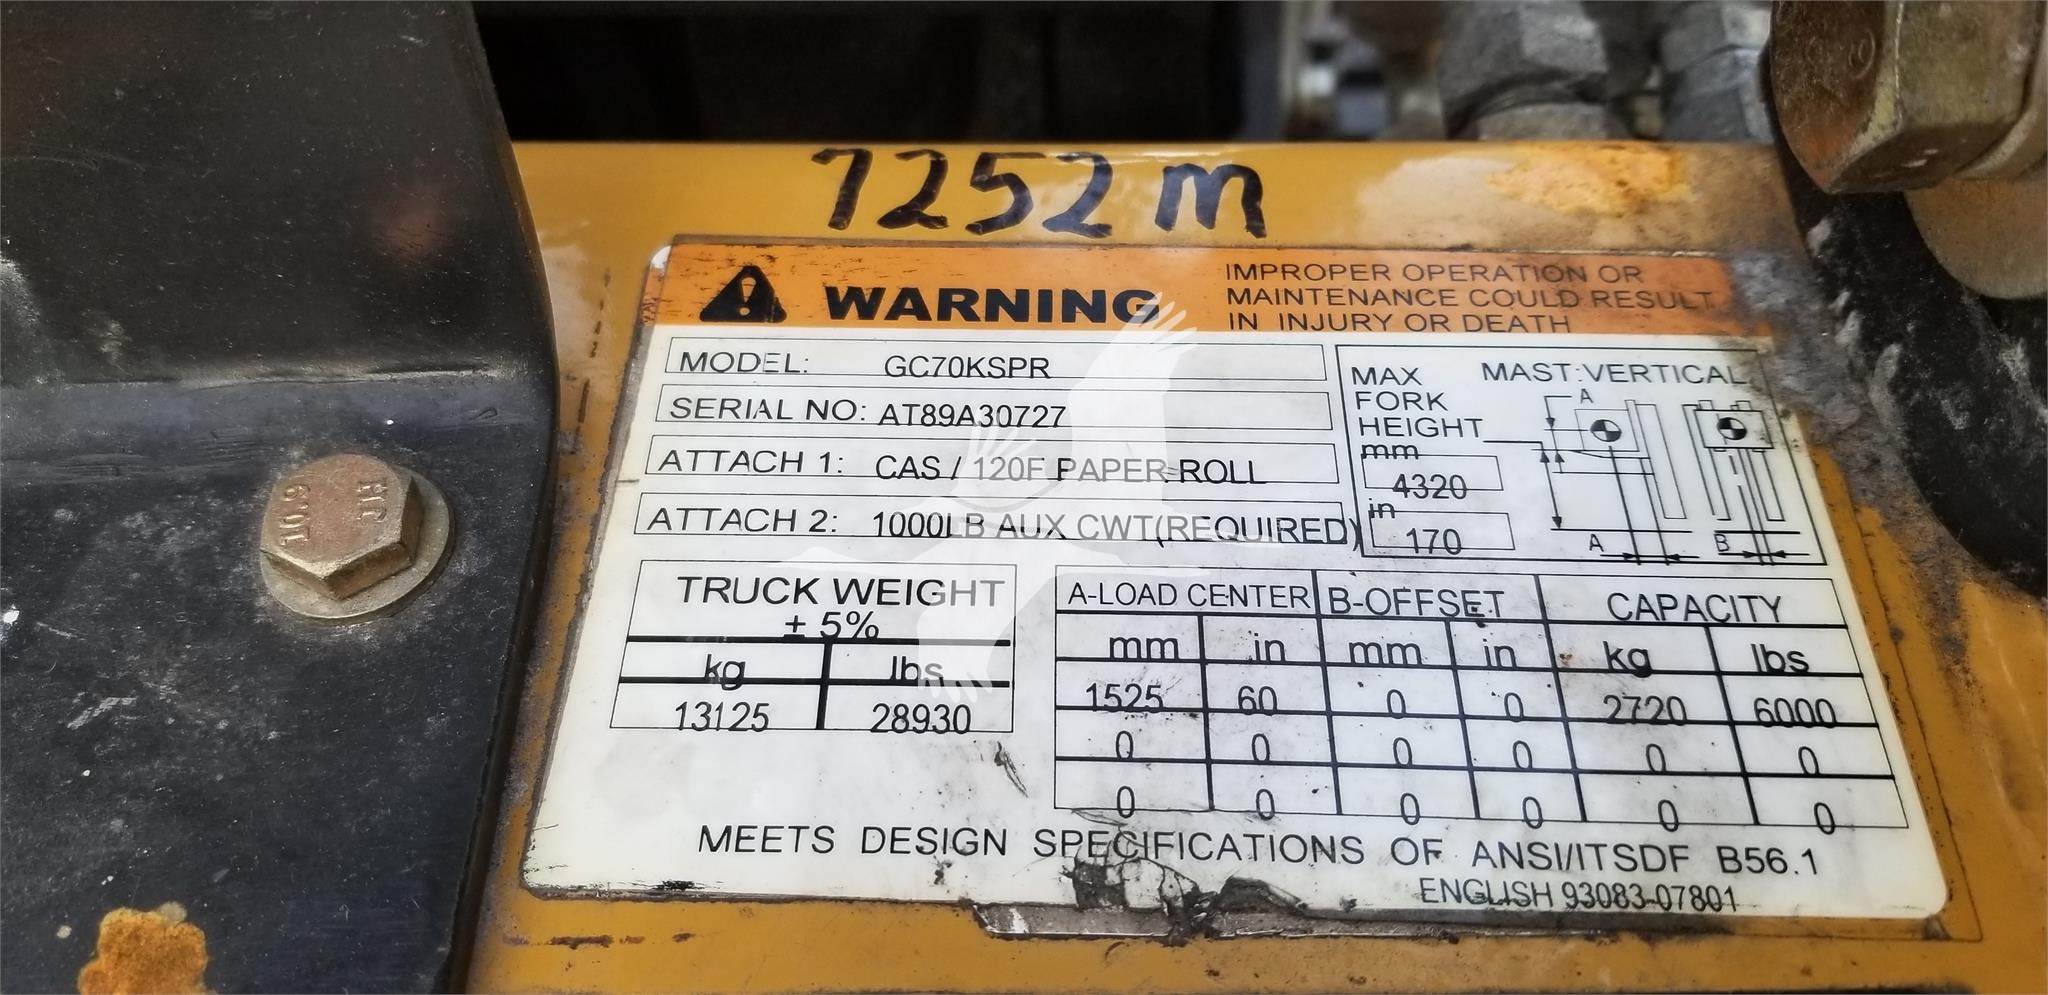 7252m
WARNING
IMPROPER OPERATION OR
MAINTENANCE COULD RESULT
IN INJURY OR DEATH
MODEL: GC70KSPR
SERIAL NO: AT89A30727
ATTACH 1: CAS / 120F PAPER ROLL
ATTACH 2: 1000LB AUX CWT(REQUIRED)
MAX MAST:VERTICAL
FORK A
HEIGHT
mm
4320
in
170
A B
TRUCK WEIGHT
± 5%
kg lbs
13125 28930
A-LOAD CENTER B-OFFSET CAPACITY
mm in mm in kg lbs
1525 60 0 0 2720 6000
0 0 0 0 0 0
0 0 0 0 0 0
MEETS DESIGN SPECIFICATIONS OF ANSI/ITSDF B56.1
ENGLISH 93083-07801